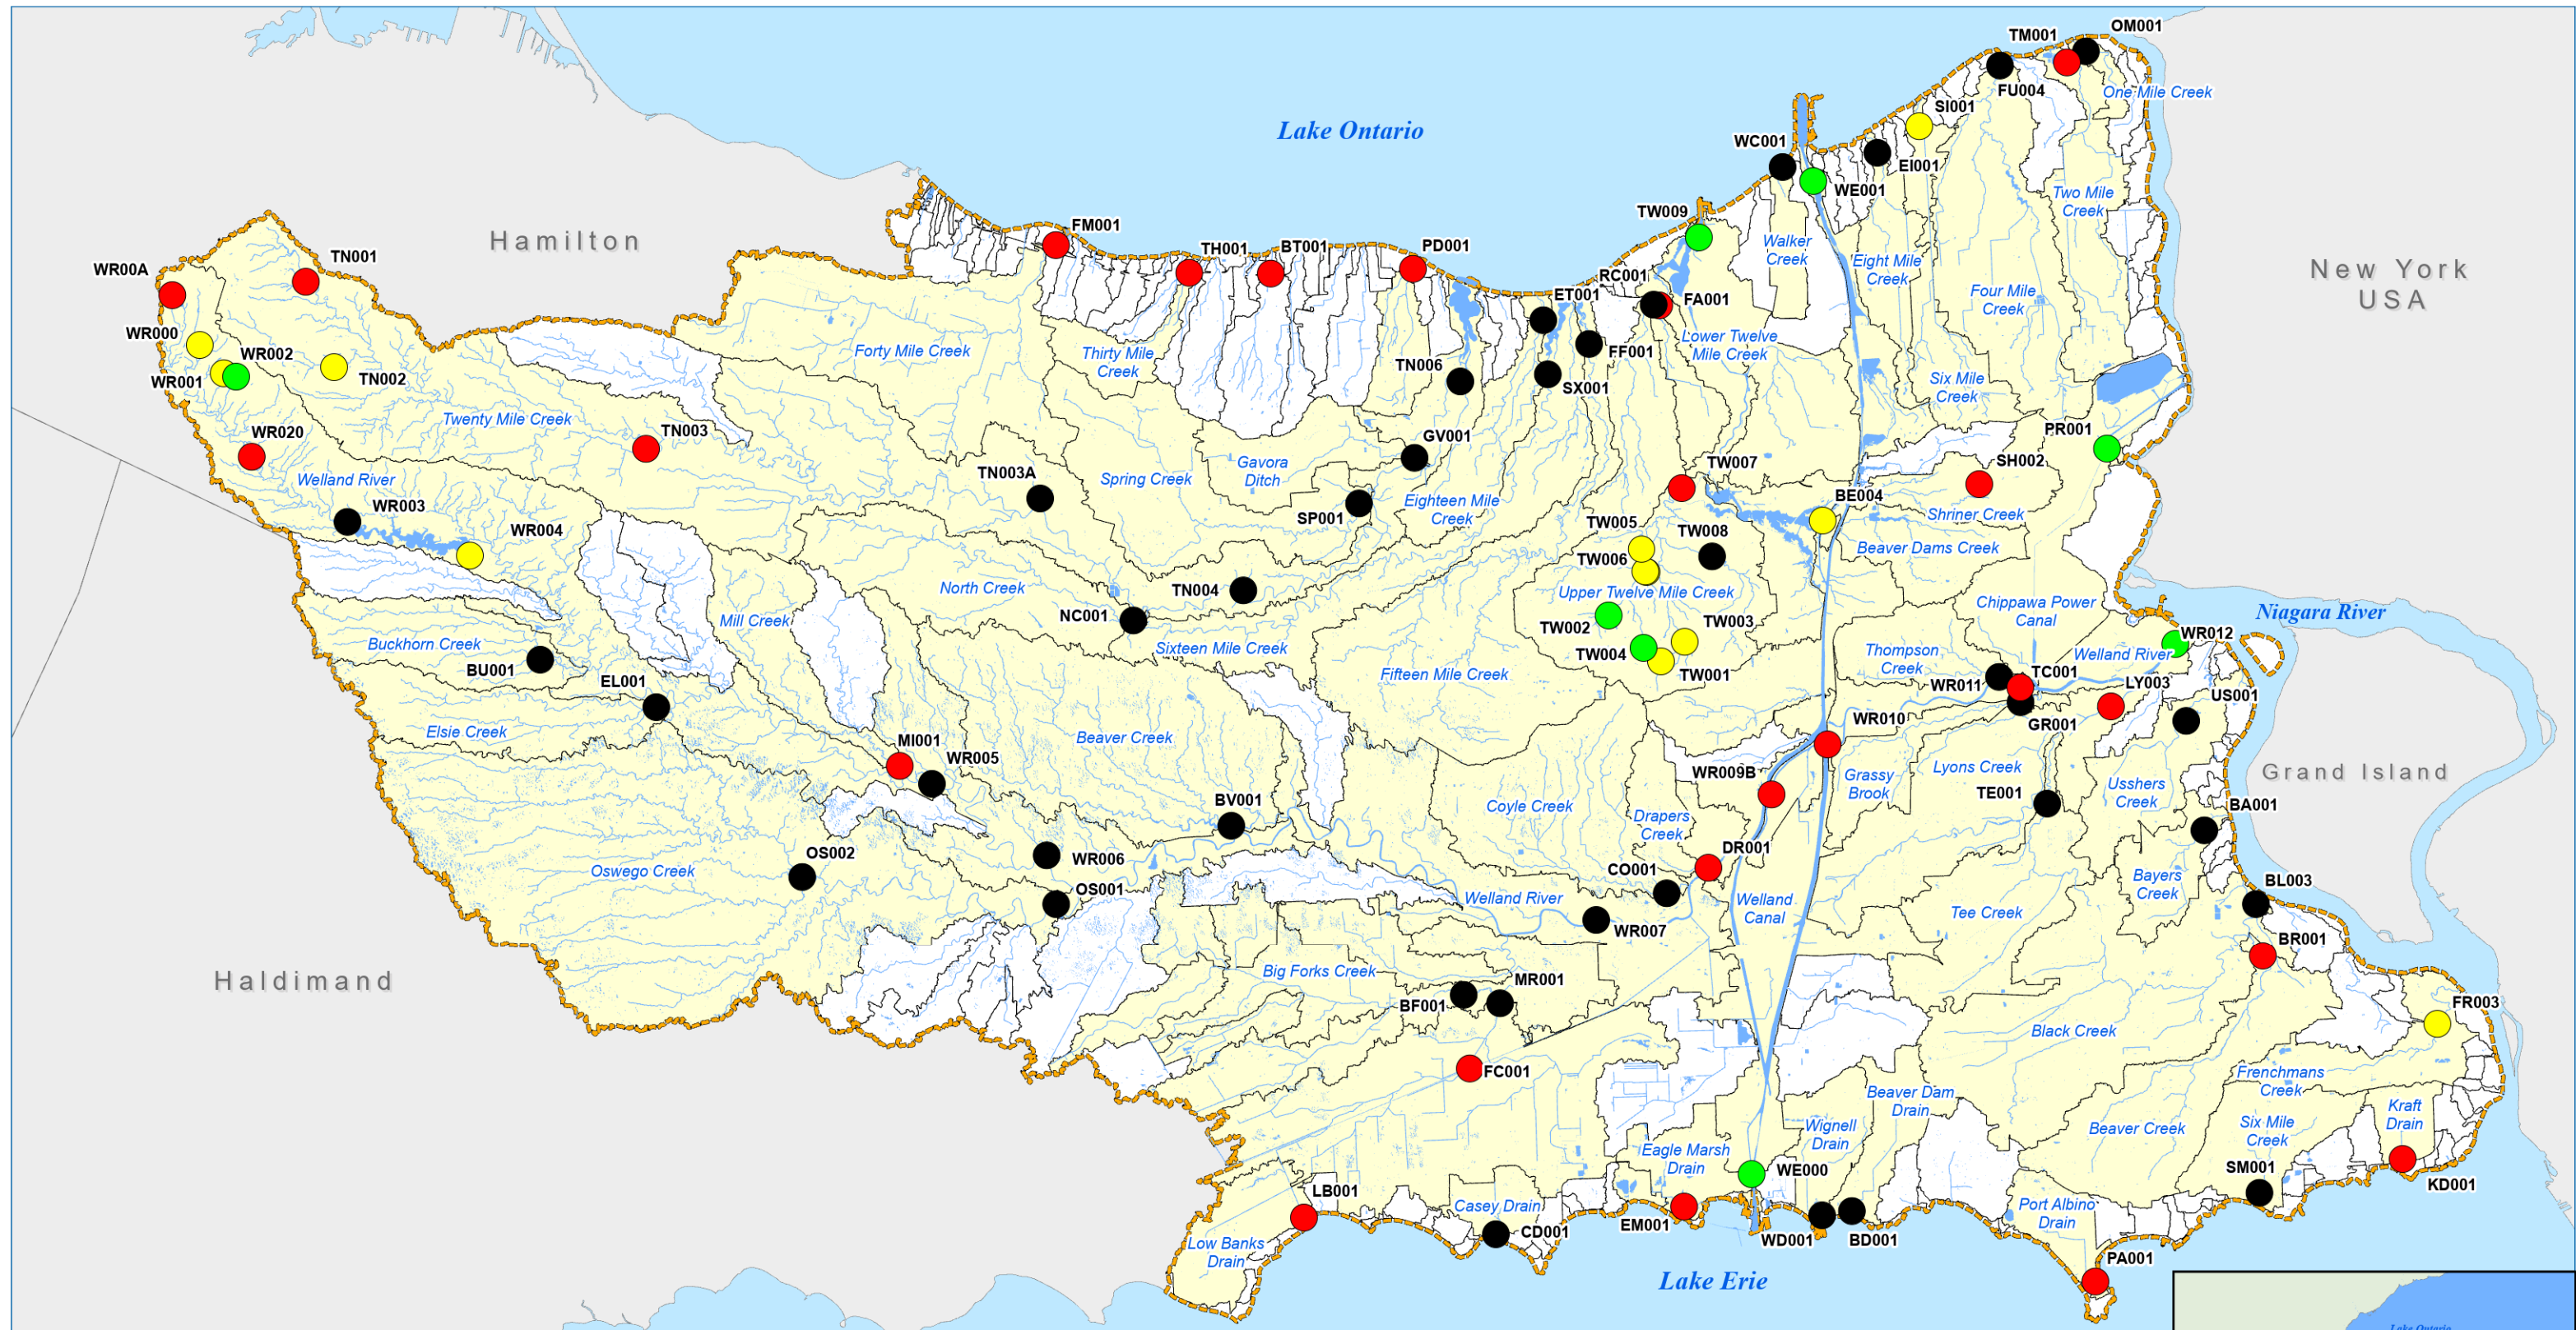 OM001
TM001
One Mile Creek
FU004
SI001
Lake Ontario
WC001
EI001
WE001
Two Mile
Creek
TW009
FM001
Hamilton
TH001
BT001
PD001
Walker
Creek
TN001
WR00A
New York
USA
Eight Mile
Creek
RC001
ET001
FA001
Four Mile
Creek
WR000
Lower Twelve
Mile Creek
FF001
WR002
WR001
TN002
Forty Mile Creek
Thirty Mile
Creek
TN006
SX001
Six Mile
Creek
Twenty Mile Creek
WR020
TN003
GV001
PR001
Welland River
TN003A
Spring Creek
Gavora
Ditch
TW007
SH002
Eighteen Mile
Creek
BE004
WR003
SP001
Shriner Creek
WR004
TW005
TW008
Beaver Dams Creek
TW006
North Creek
TN004
Upper Twelve Mile Creek
Chippawa Power
Canal
Niagara River
NC001
Mill Creek
TW002
TW003
WR012
Buckhorn Creek
Sixteen Mile Creek
TW004
Thompson
Creek
Welland River
BU001
Fifteen Mile Creek
TW001
TC001
EL001
WR011
LY003
US001
Elsie Creek
WR010
GR001
MI001
Beaver Creek
WR005
WR009B
Grassy
Brook
Lyons Creek
Grand Island
Usshers
Creek
TE001
BV001
Coyle Creek
Drapers
Creek
BA001
OS002
WR006
DR001
Oswego Creek
CO001
Bayers
Creek
BL003
OS001
Welland River
Welland
Canal
Tee Creek
WR007
BR001
Haldimand
Big Forks Creek
MR001
BF001
FR003
Black Creek
FC001
Frenchmans
Creek
Beaver Dam
Drain
Kraft
Drain
Wignell
Drain
Beaver Creek
Six Mile
Creek
Eagle Marsh
Drain
WE000
SM001
LB001
KD001
Casey Drain
Port Albino
Drain
EM001
CD001
WD001
BD001
Low Banks
Drain
PA001
Lake Erie
Lake Ontario